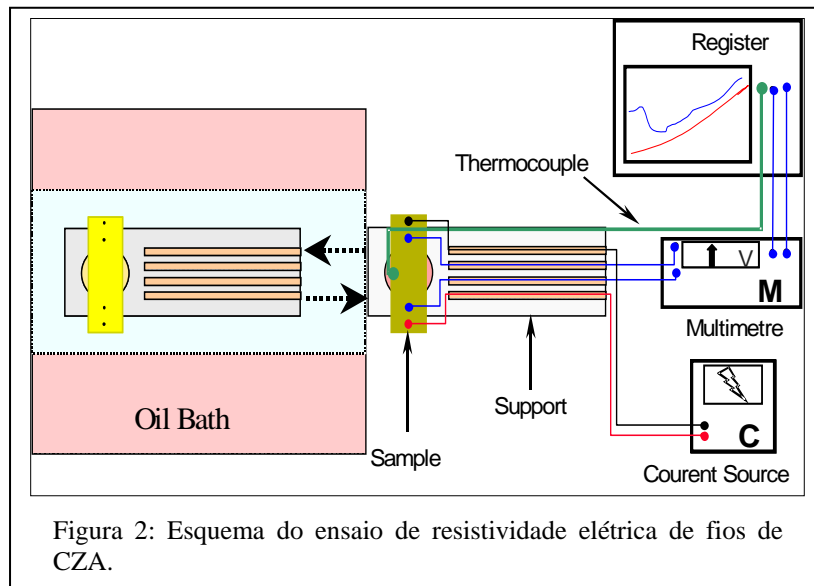 Register
Thermocouple
V
M
Multimetre
Support
Oil Bath
Sample
C
Courent Source
Figura 2: Esquema do ensaio de resistividade elétrica de fios de
CZA.